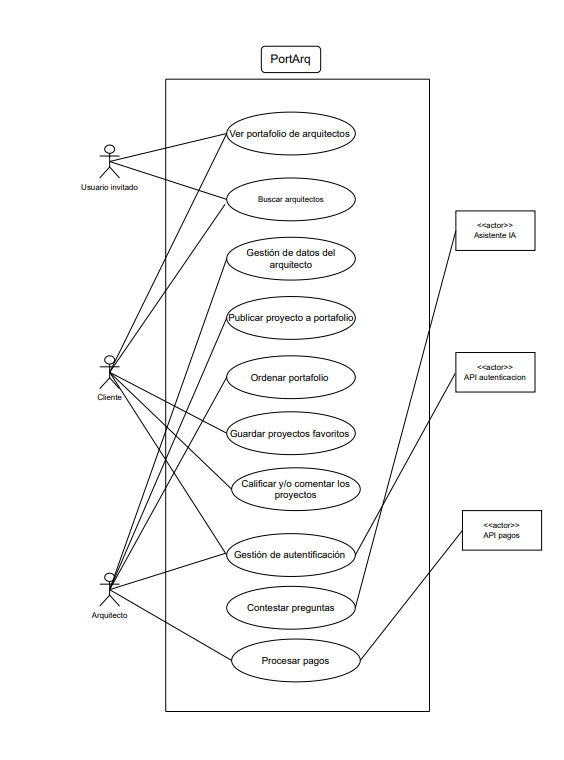 PortArq
Ver portafolio de arquitectos
Usuario invitado
Buscar arquitectos
<<actor>>
Asistente IA
Gestión de datos del
arquitecto
Publicar proyecto a portafolio
Ordenar portafolio
<<actor>>
API autenticacion
Cliente
Guardar proyectos favoritos
Calificar y/o comentar los
proyectos
<<actor>>
API pagos
Gestión de autentificación
Contestar preguntas
Arquitecto
Procesar pagos